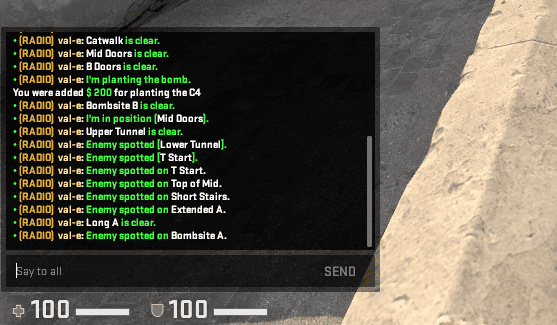 • (RADIO) val-e: Catwalk is clear.
• (RADIO) val-e: Mid Doors is clear.
• (RADIO) val-e: B Doors is clear.
• (RADIO) val-e: I'm planting the bomb.
You were added $ 200 for planting the C4
• (RADIO) val-e: Bombsite B is clear.
• (RADIO) val-e: I'm in position [Mid Doors].
• (RADIO) val-e: Upper Tunnel is clear.
• (RADIO) val-e: Enemy spotted [Lower Tunnel].
• (RADIO) val-e: Enemy spotted [T Start].
• (RADIO) val-e: Enemy spotted on T Start.
• (RADIO) val-e: Enemy spotted on Top of Mid.
• (RADIO) val-e: Enemy spotted on Short Stairs.
• (RADIO) val-e: Enemy spotted on Extended A.
• (RADIO) val-e: Long A is clear.
• (RADIO) val-e: Enemy spotted on Bombsite A.
Say to all SEND
100 100